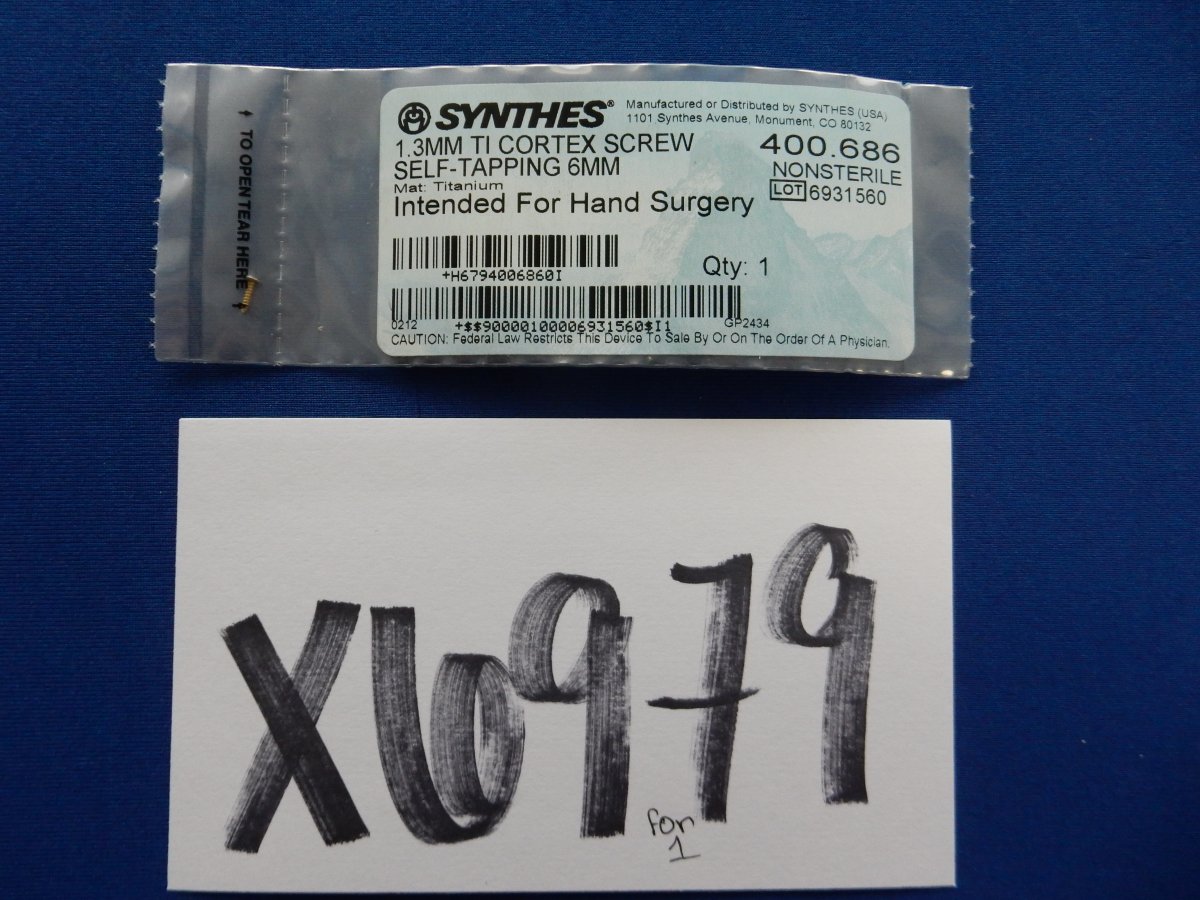 ↑ TO OPEN TEAR HERE ↑
SYNTHES®
Manufactured or Distributed by SYNTHES (USA)
1101 Synthes Avenue, Monument, CO 80132
1.3MM TI CORTEX SCREW
SELF-TAPPING 6MM
Mat: Titanium
Intended For Hand Surgery
400.686
NONSTERILE
LOT 6931560
+H6794006860I
Qty: 1
0212 +$$90000100006931560$I1 GP2434
CAUTION: Federal Law Restricts This Device To Sale By Or On The Order Of A Physician.
X6979
for
1